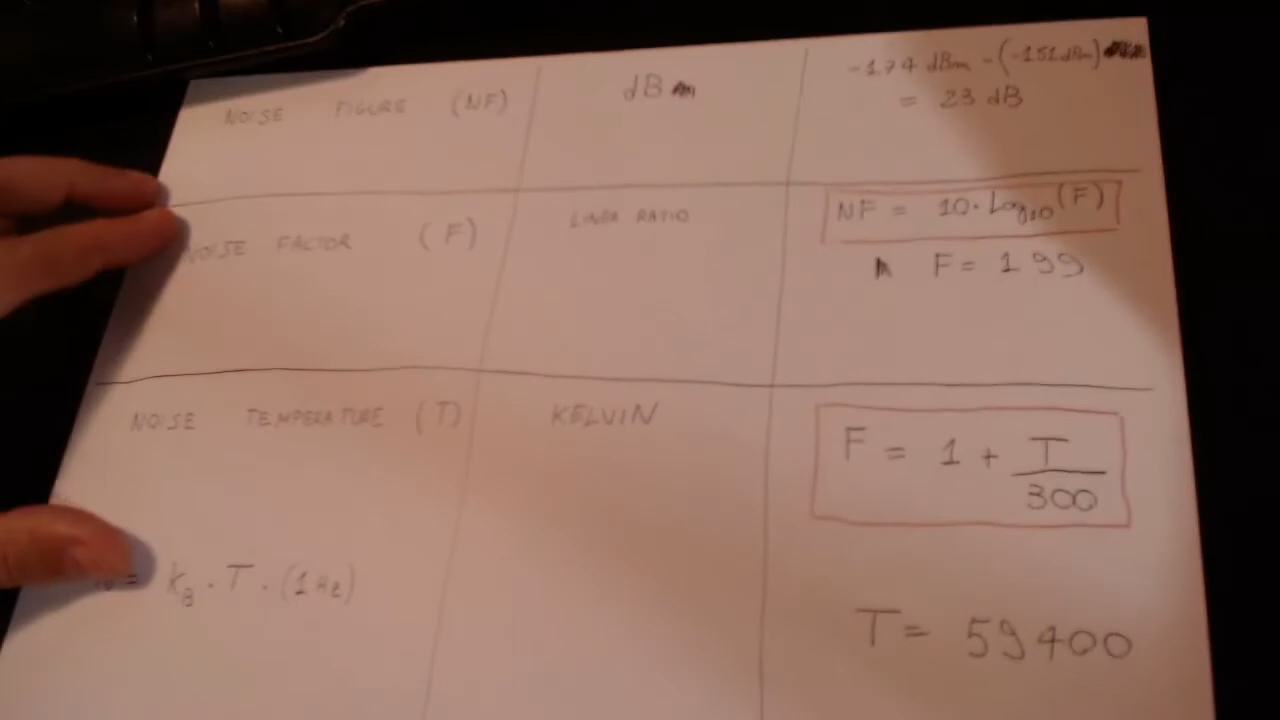 NOISE FIGURE (NF)
dB
-174 dBm - (-151 dBm)
= 23 dB
NOISE FACTOR (F)
LINEAR RATIO
NF = 10 · Log10 (F)
F = 199
NOISE TEMPERATURE (T)
KELVIN
F = 1 + T
300
= kB · T · (1 Hz)
T = 59400